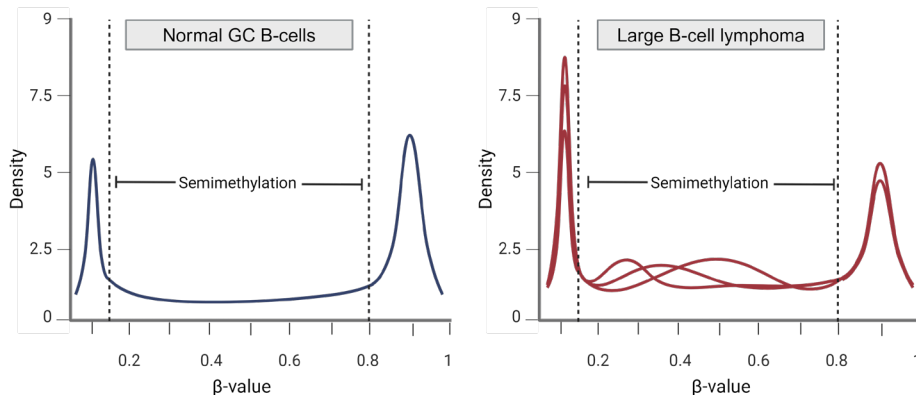 Normal GC B-cells
9
7.5
5
2.5
0
Density
Semimethylation
0.2 0.4 0.6 0.8 1
β-value
Large B-cell lymphoma
9
7.5
5
2.5
0
Density
Semimethylation
0.2 0.4 0.6 0.8 1
β-value